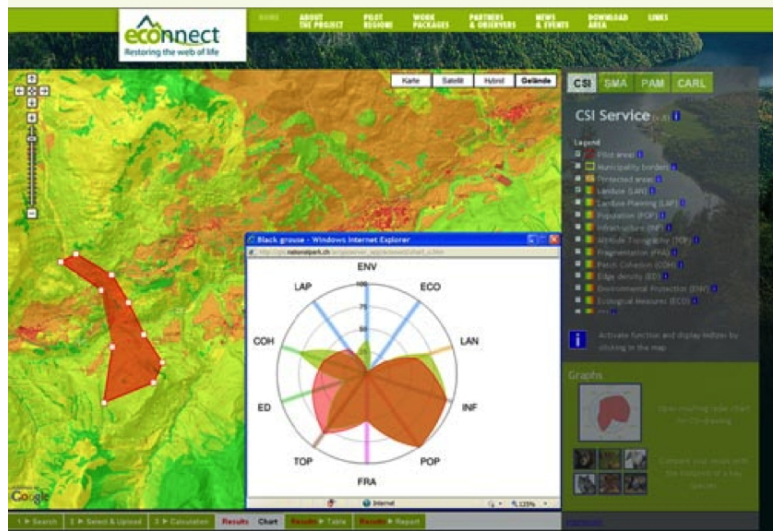 econnect
Restoring the web of life
HOME
ABOUT
THE PROJECT
PILOT
REGIONS
WORK
PACKAGES
PARTNERS
& OBSERVERS
NEWS
& EVENTS
DOWNLOAD
AREA
LINKS
Karte
Satellit
Hybrid
Gelände
CSI
SMA
PAM
CARL
CSI Service
Legend
Pilot areas
Municipality borders
Protected areas
Landuse (LAN)
Landuse Planning (LAP)
Population (POP)
Infrastructure (INF)
Altitude Topography (TOP)
Fragmentation (FRA)
Patch Cohesion (COH)
Edge density (ED)
Environmental Protection (ENV)
Ecological Measures (ECO)
Activate function and display indizes by
clicking in the map
Graphs
Black grouse - Windows Internet Explorer
ENV
ECO
LAN
INF
POP
FRA
TOP
ED
COH
LAP
100
75
50
25
Internet
125%
Google
1 ► Search
2 ► Select & Upload
3 ► Calculation
Results
Chart
Results ► Table
Results ► Report